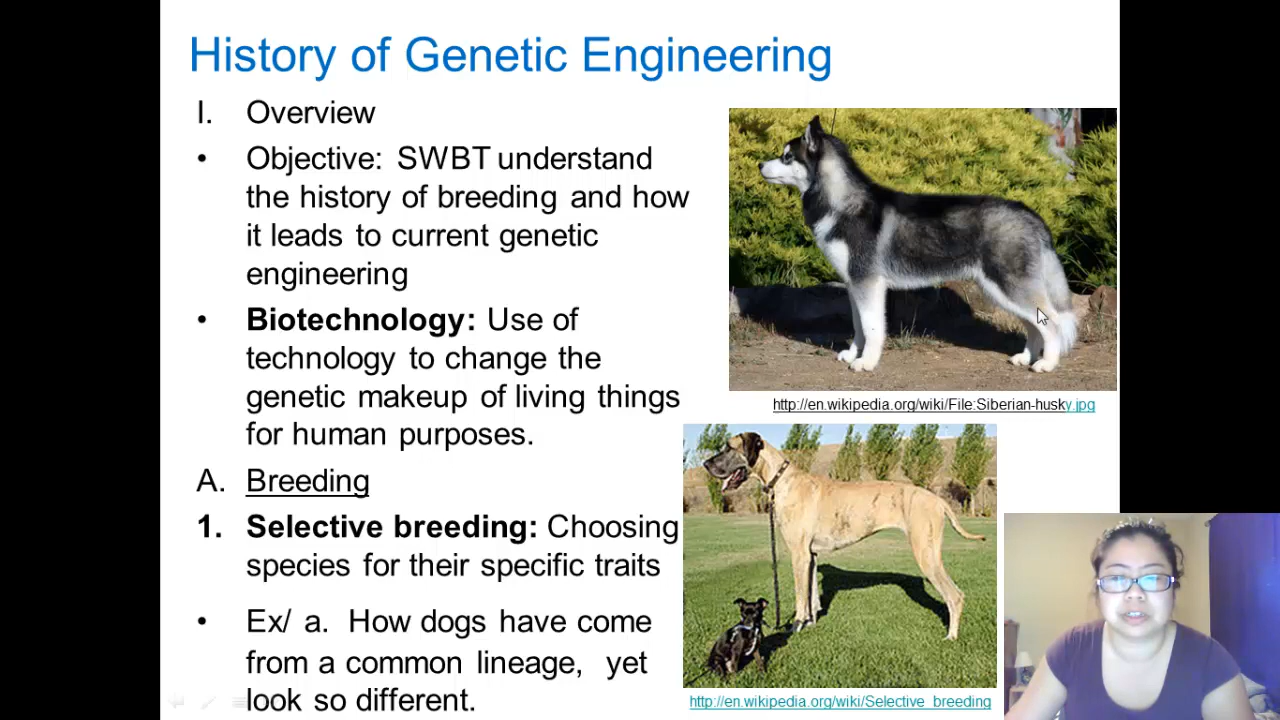 History of Genetic Engineering
I. Overview
• Objective: SWBT understand
the history of breeding and how
it leads to current genetic
engineering
• Biotechnology: Use of
technology to change the
genetic makeup of living things
for human purposes.
A. Breeding
1. Selective breeding: Choosing
species for their specific traits
• Ex/ a. How dogs have come
from a common lineage, yet
look so different.
http://en.wikipedia.org/wiki/File:Siberian-husky.jpg
http://en.wikipedia.org/wiki/Selective_breeding